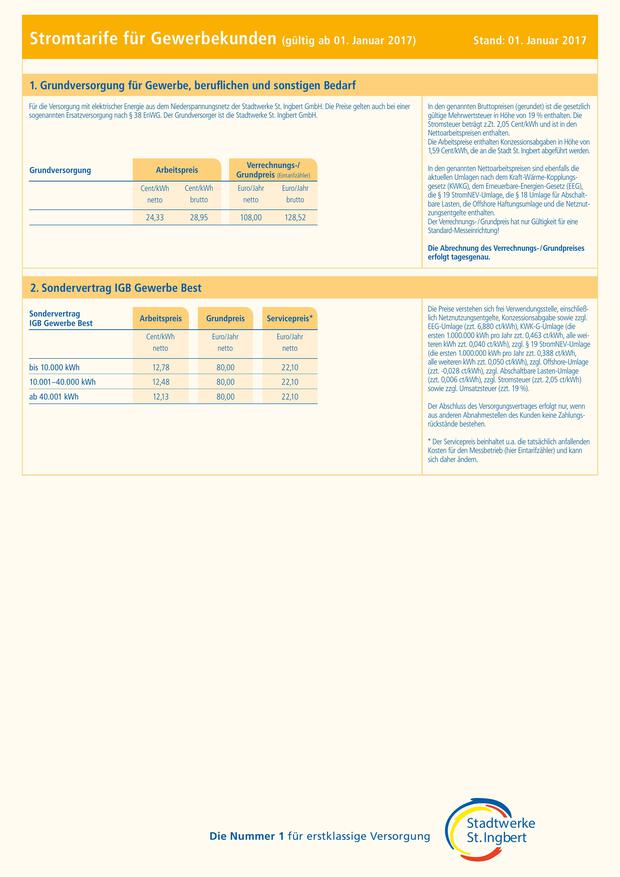 Stromtarife für Gewerbekunden (gültig ab 01. Januar 2017)
Stand: 01. Januar 2017
1. Grundversorgung für Gewerbe, beruflichen und sonstigen Bedarf
Für die Versorgung mit elektrischer Energie aus dem Niederspannungsnetz der Stadtwerke St. Ingbert GmbH. Die Preise gelten auch bei einer
sogenannten Ersatzversorgung nach § 38 EnWG. Der Grundversorger ist die Stadtwerke St. Ingbert GmbH.
Grundversorgung
Arbeitspreis
Verrechnungs-/
Grundpreis (Eintarifzähler)
Cent/kWh Cent/kWh Euro/Jahr Euro/Jahr
netto brutto netto brutto
24,33 28,95 108,00 128,52
In den genannten Bruttopreisen (gerundet) ist die gesetzlich
gültige Mehrwertsteuer in Höhe von 19 % enthalten. Die
Stromsteuer beträgt z.Zt. 2,05 Cent/kWh und ist in den
Nettoarbeitspreisen enthalten.
Die Arbeitspreise enthalten Konzessionsabgaben in Höhe von
1,59 Cent/kWh, die an die Stadt St. Ingbert abgeführt werden.
In den genannten Nettoarbeitspreisen sind ebenfalls die
aktuellen Umlagen nach dem Kraft-Wärme-Kopplungs-
gesetz (KWKG), dem Erneuerbare-Energien-Gesetz (EEG),
die § 19 StromNEV-Umlage, die § 18 Umlage für Abschalt-
bare Lasten, die Offshore Haftungsumlage und die Netznut-
zungsentgelte enthalten.
Der Verrechnungs-/Grundpreis hat nur Gültigkeit für eine
Standard-Messeinrichtung!
Die Abrechnung des Verrechnungs-/Grundpreises
erfolgt tagesgenau.
2. Sondervertrag IGB Gewerbe Best
Sondervertrag
IGB Gewerbe Best
Arbeitspreis Grundpreis Servicepreis*
Cent/kWh Euro/Jahr Euro/Jahr
netto netto netto
bis 10.000 kWh 12,78 80,00 22,10
10.001–40.000 kWh 12,48 80,00 22,10
ab 40.001 kWh 12,13 80,00 22,10
Die Preise verstehen sich frei Verwendungsstelle, einschließ-
lich Netznutzungsentgelte, Konzessionsabgabe sowie zzgl.
EEG-Umlage (zzt. 6,880 ct/kWh), KWK-G-Umlage (die
ersten 1.000.000 kWh pro Jahr zzt. 0,463 ct/kWh, alle wei-
teren kWh zzt. 0,040 ct/kWh), zzgl. § 19 StromNEV-Umlage
(die ersten 1.000.000 kWh pro Jahr zzt. 0,388 ct/kWh,
alle weiteren kWh zzt. 0,050 ct/kWh), zzgl. Offshore-Umlage
(zzt. -0,028 ct/kWh), zzgl. Abschaltbare Lasten-Umlage
(zzt. 0,006 ct/kWh), zzgl. Stromsteuer (zzt. 2,05 ct/kWh)
sowie zzgl. Umsatzsteuer (zzt. 19 %).
Der Abschluss des Versorgungsvertrages erfolgt nur, wenn
aus anderen Abnahmestellen des Kunden keine Zahlungs-
rückstände bestehen.
* Der Servicepreis beinhaltet u.a. die tatsächlich anfallenden
Kosten für den Messbetrieb (hier Eintarifzähler) und kann
sich daher ändern.
Die Nummer 1 für erstklassige Versorgung
Stadtwerke
St. Ingbert